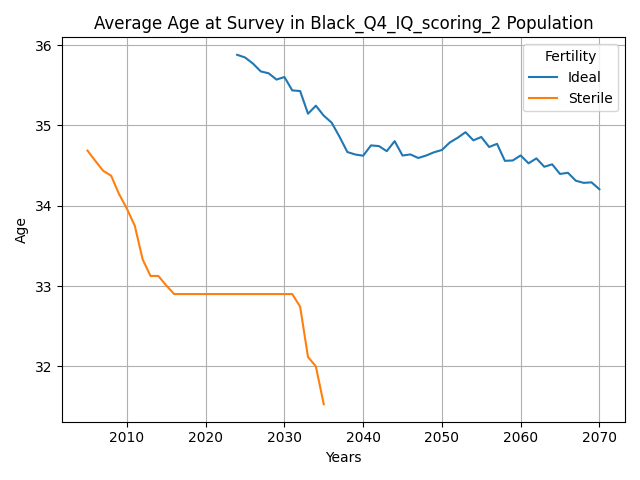 Average Age at Survey in Black_Q4_IQ_scoring_2 Population
Fertility
Ideal
Sterile
Age
36
35
34
33
32
2010
2020
2030
2040
2050
2060
2070
Years